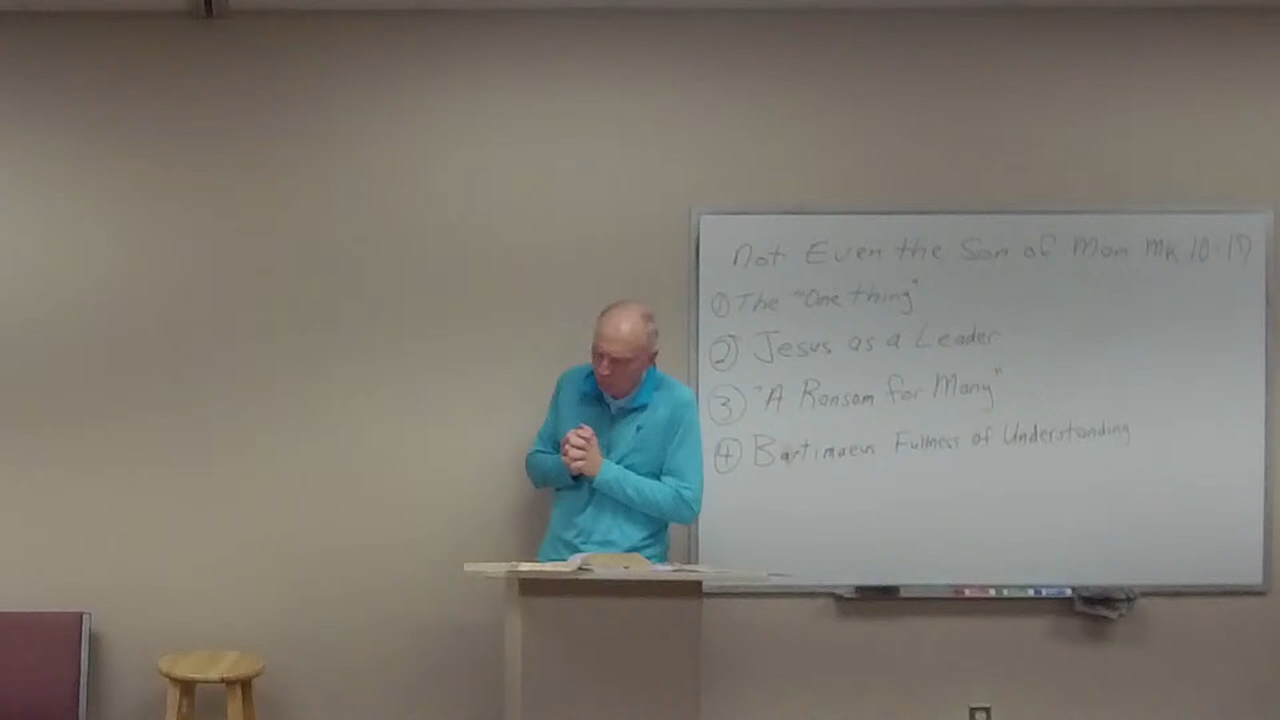 Not Even the Son of Man Mk 10:17
① The "One thing"
② Jesus as a Leader
③ "A Ransom for Many"
④ Bartimaeus Fullness of Understanding